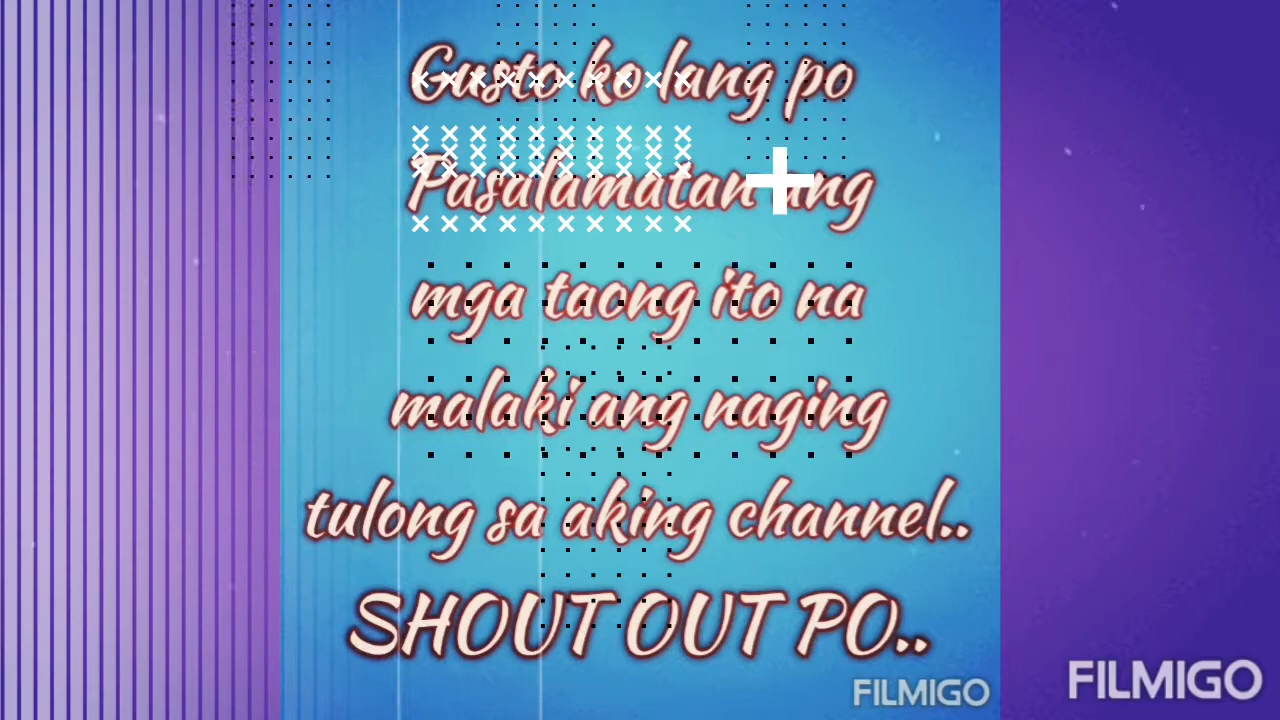 Gusto ko lang po
Pasalamatan ang
mga taong ito na
malaki ang naging
tulong sa aking channel..
SHOUT OUT PO..
FILMIGO
FILMIGO